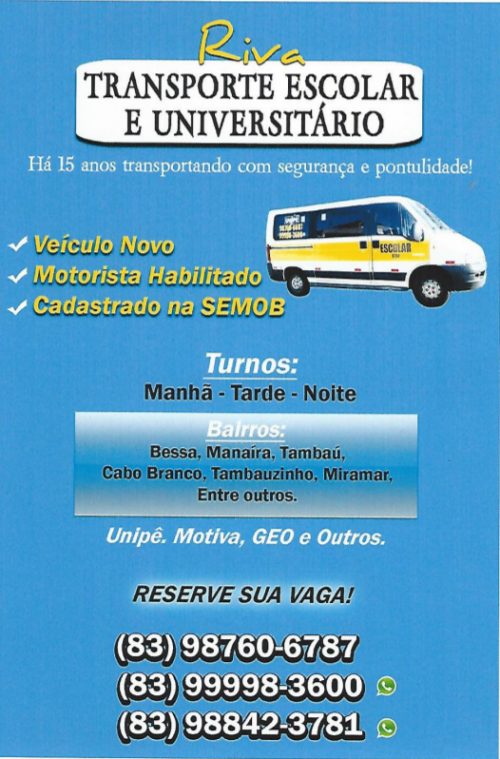 Riva
TRANSPORTE ESCOLAR
E UNIVERSITÁRIO
Há 15 anos transportando com segurança e pontulidade!
Veículo Novo
Motorista Habilitado
Cadastrado na SEMOB
ESCOLAR
Turnos:
Manhã - Tarde - Noite
Bairros:
Bessa, Manaíra, Tambaú,
Cabo Branco, Tambauzinho, Miramar,
Entre outros.
Unipê. Motiva, GEO e Outros.
RESERVE SUA VAGA!
(83) 98760-6787
(83) 99998-3600
(83) 98842-3781